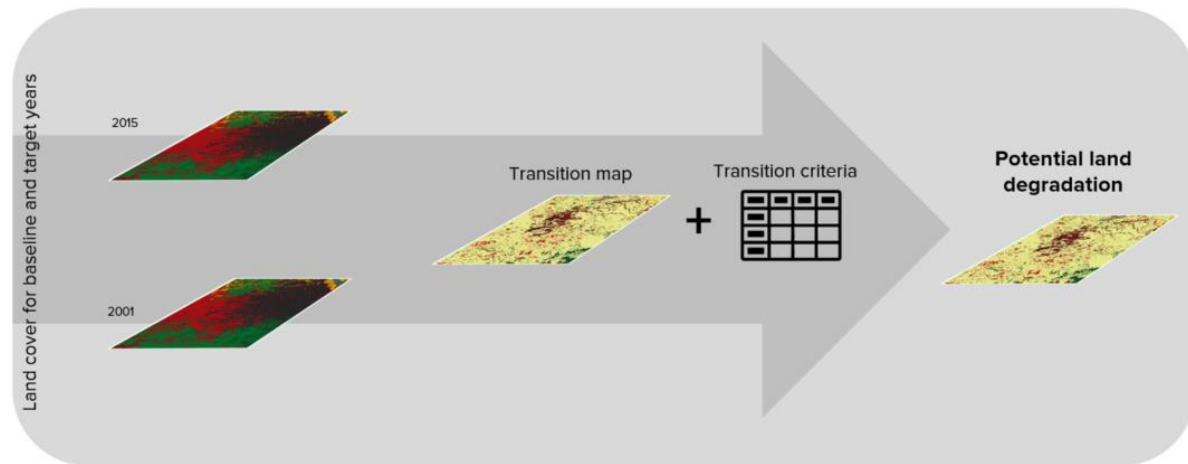 Land cover for baseline and target years
2015
2001
Transition map
Transition criteria
Potential land
degradation